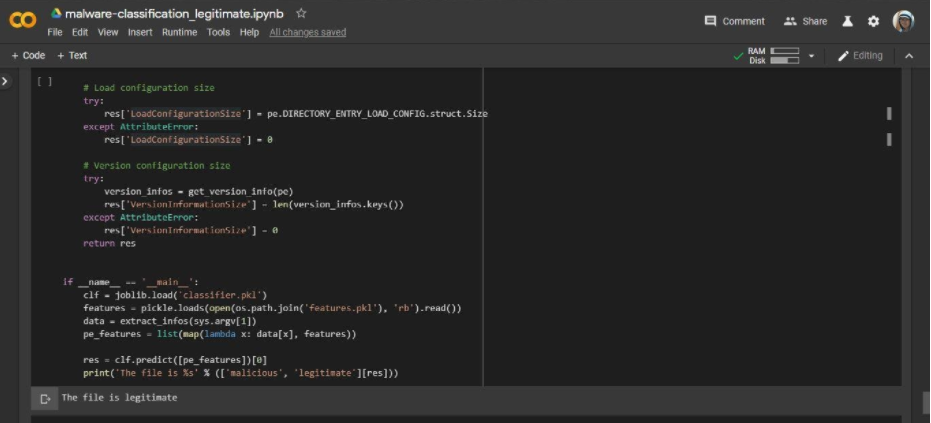 malware-classification_legitimate.ipynb
File Edit View Insert Runtime Tools Help All changes saved
Comment Share
+ Code + Text
RAM
Disk
Editing
[ ]
# Load configuration size
try:
res['LoadConfigurationSize'] = pe.DIRECTORY_ENTRY_LOAD_CONFIG.struct.Size
except AttributeError:
res['LoadConfigurationSize'] = 0
# Version configuration size
try:
version_infos = get_version_info(pe)
res['VersionInformationSize'] = len(version_infos.keys())
except AttributeError:
res['VersionInformationSize'] = 0
return res
if __name__ == '__main__':
clf = joblib.load('classifier.pkl')
features = pickle.loads(open(os.path.join('features.pkl'), 'rb').read())
data = extract_infos(sys.argv[1])
pe_features = list(map(lambda x: data[x], features))
res = clf.predict([pe_features])[0]
print('The file is %s' % (['malicious', 'legitimate'][res]))
The file is legitimate